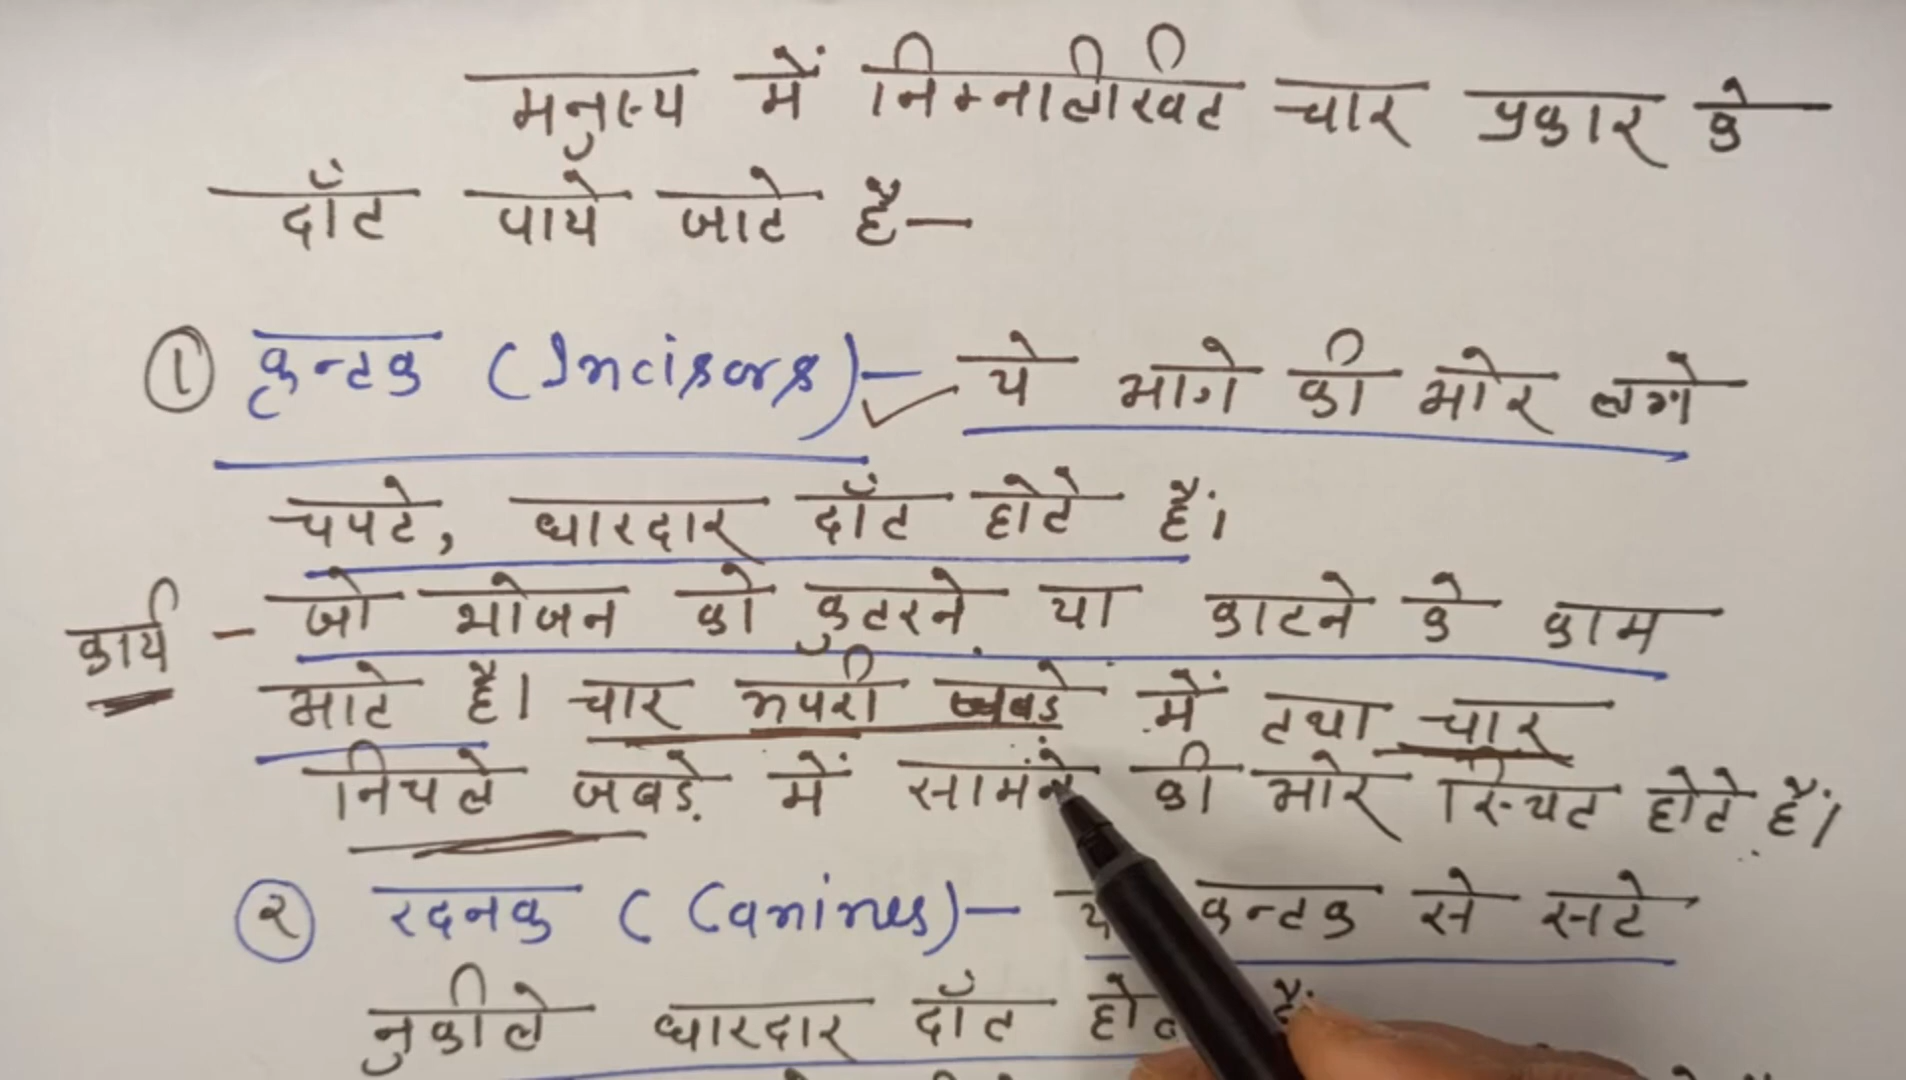 मनुष्य में निम्नलिखित चार प्रकार के
दाँत पाये जाते है—
① कृन्तक (Incisors)— ये आगे की ओर लगे
चपटे, धारदार दाँत होते हैं।
कार्य - जो भोजन को कुतरने या काटने के काम
आते है। चार ऊपरी जबड़े में तथा चार
निचले जबड़े में सामने की ओर स्थित होते हैं।
② रदनक (Canines)— ये कृन्तक से सटे
नुकीले धारदार दाँत होते हैं